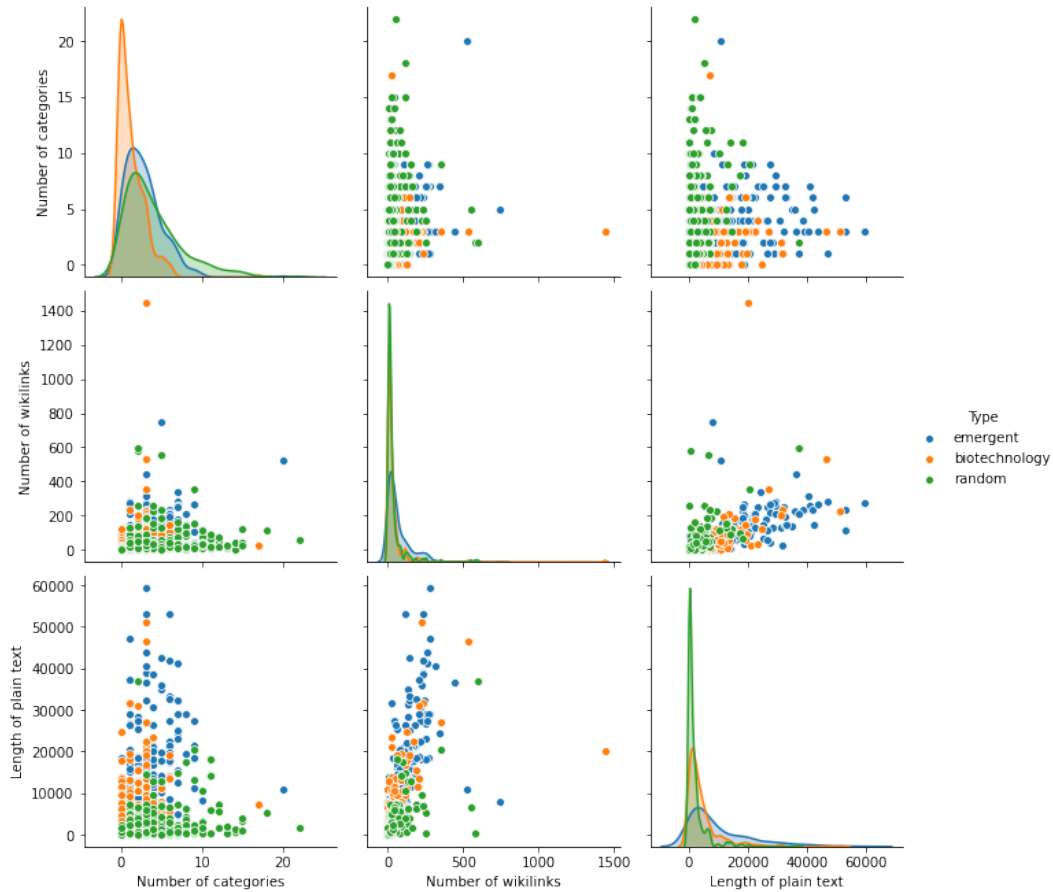 Number of categories
20
15
10
5
0
Number of wikilinks
1400
1200
1000
800
600
400
200
0
Type
emergent
biotechnology
random
Length of plain text
60000
50000
40000
30000
20000
10000
0
0 10 20
0 500 1000 1500
0 20000 40000 60000
Number of categories
Number of wikilinks
Length of plain text